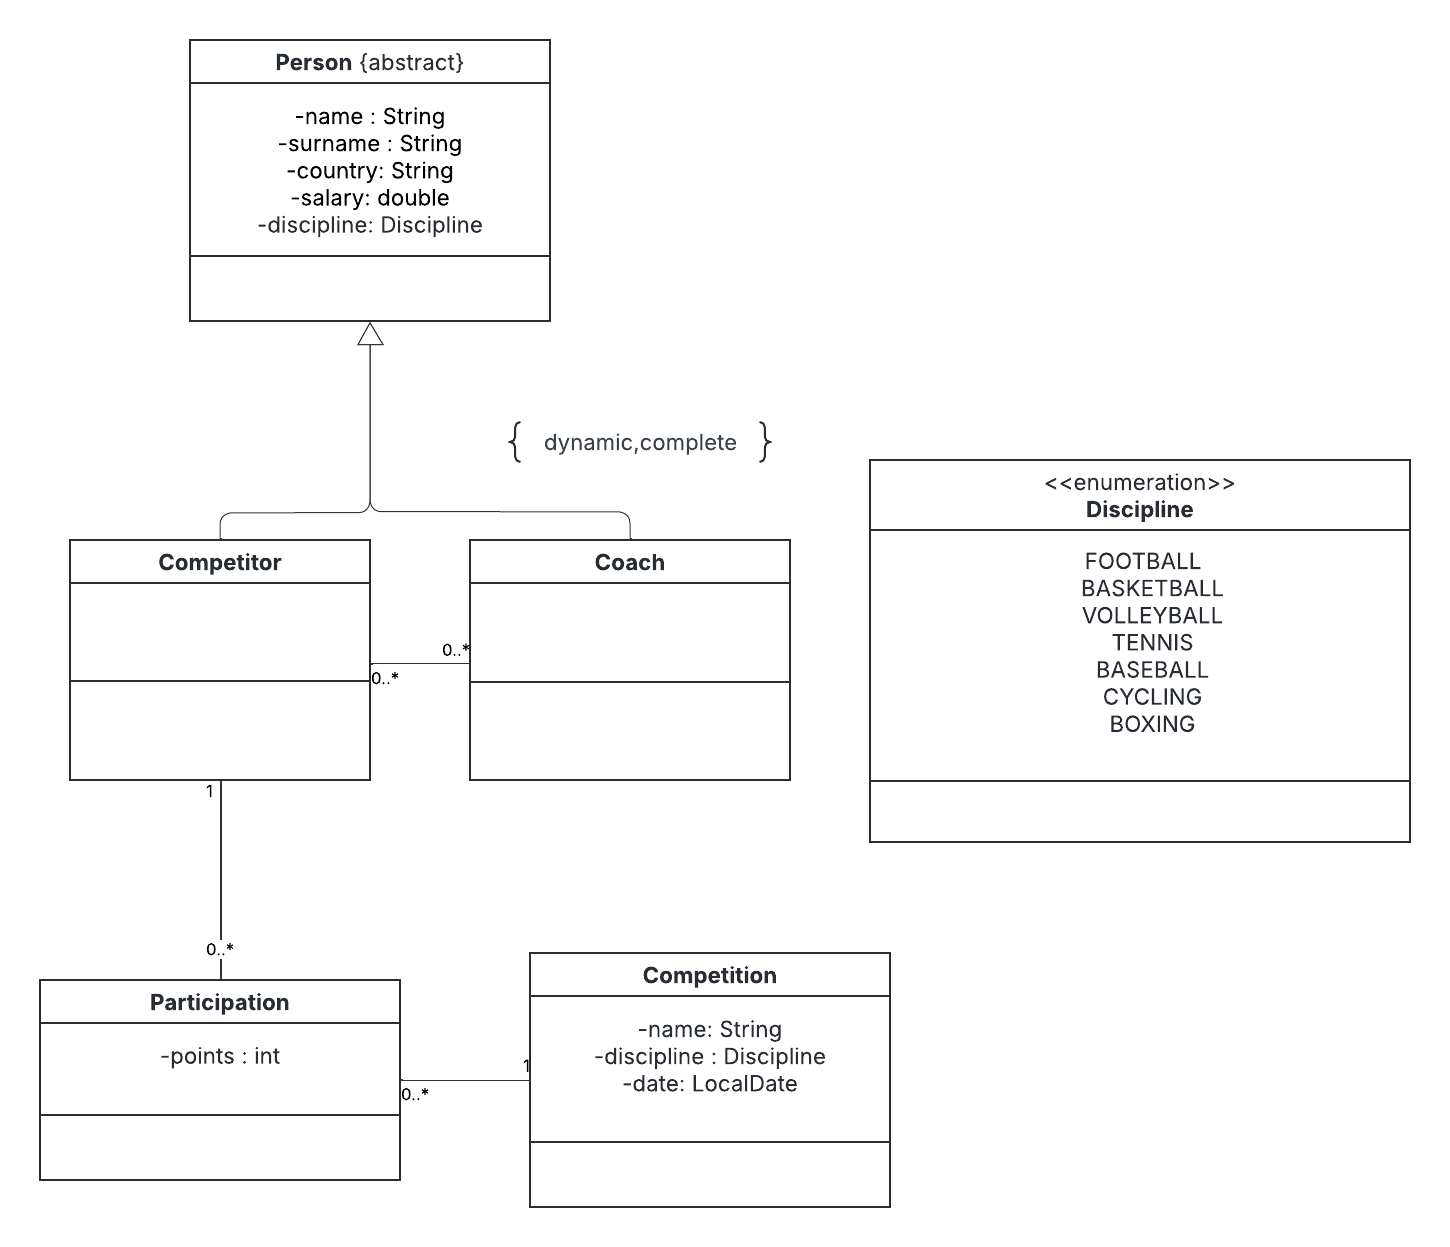 Person {abstract}
-name : String
-surname : String
-country: String
-salary: double
-discipline: Discipline
{ dynamic,complete }
<<enumeration>>
Discipline
FOOTBALL
BASKETBALL
VOLLEYBALL
TENNIS
BASEBALL
CYCLING
BOXING
Competitor
Coach
0..*
0..*
1
0..*
Participation
-points : int
1
0..*
Competition
-name: String
-discipline : Discipline
-date: LocalDate